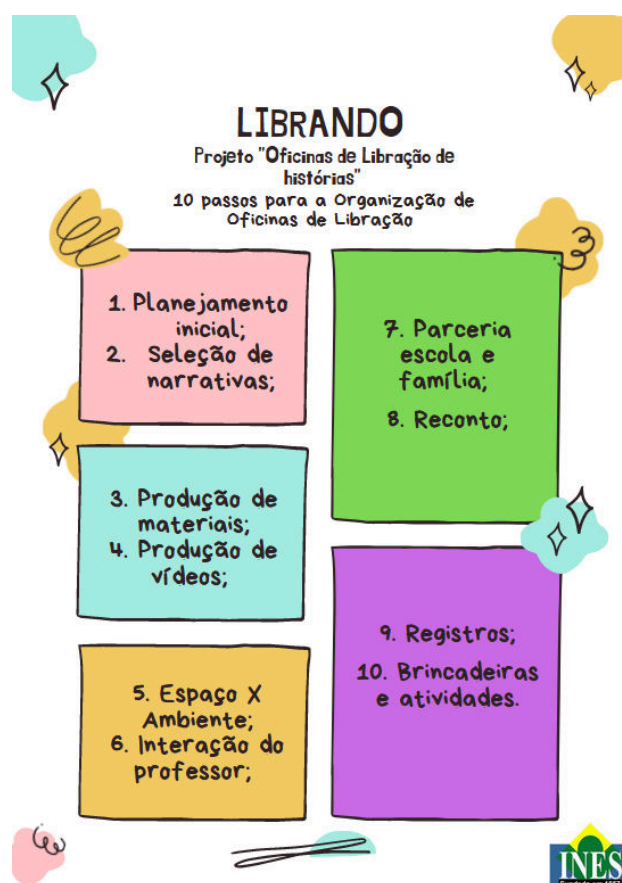 LIBRANDO
Projeto "Oficinas de Libração de
histórias"
10 passos para a Organização de
Oficinas de Libração
1. Planejamento
inicial;
2. Seleção de
narrativas;
3. Produção de
materiais;
4. Produção de
vídeos;
5. Espaço X
Ambiente;
6. Interação do
professor;
7. Parceria
escola e
família;
8. Reconto;
9. Registros;
10. Brincadeiras
e atividades.
INES